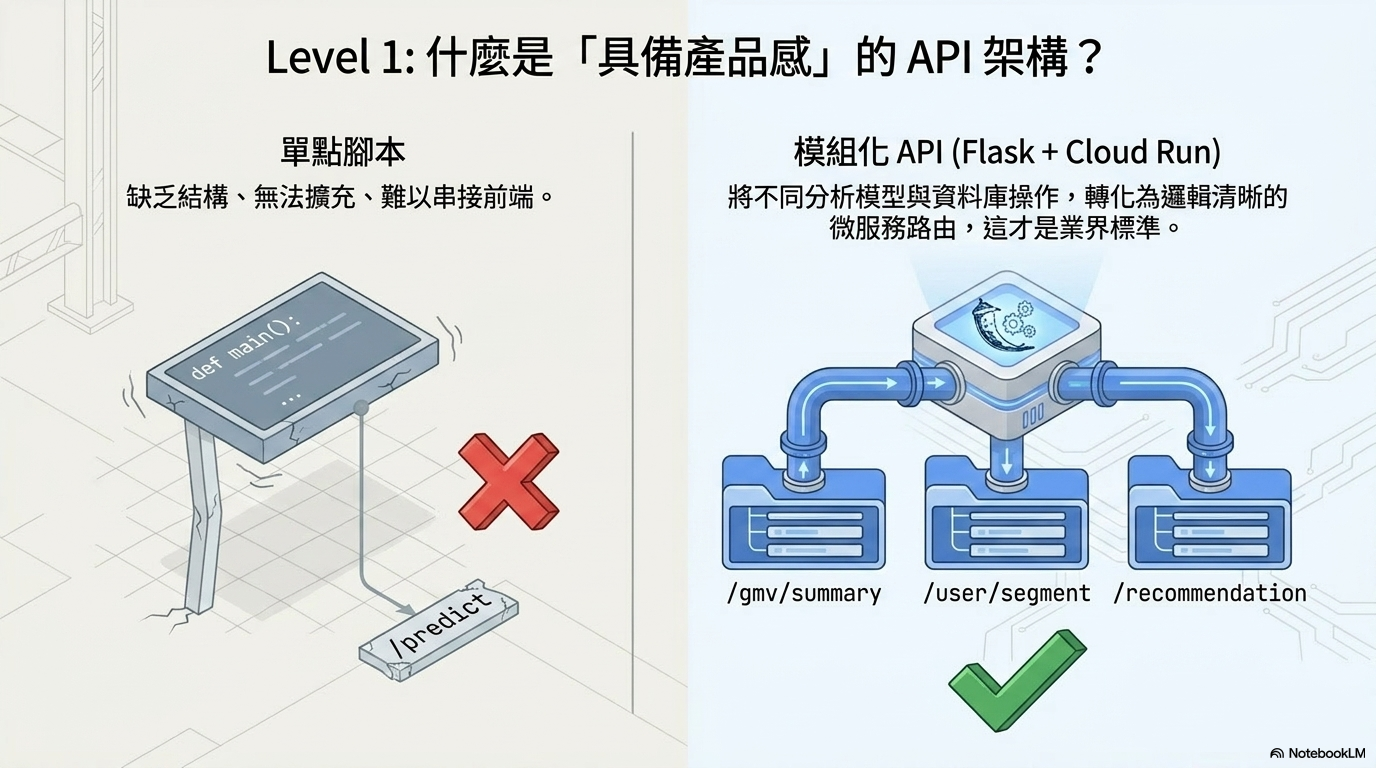 Level 1: 什麼是「具備產品感」的 API 架構？
單點腳本
缺乏結構、無法擴充、難以串接前端。
def main():
...
/predict
模組化 API (Flask + Cloud Run)
將不同分析模型與資料庫操作，轉化為邏輯清晰的
微服務路由，這才是業界標準。
/gmv/summary
/user/segment
/recommendation
NotebookLM